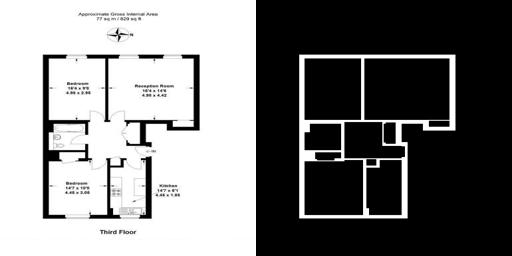 Approximate Gross Internal Area
77 sq m / 829 sq ft
N
Bedroom
16'4 x 9'8
4.98 x 2.95
Reception Room
16'4 x 14'6
4.98 x 4.42
Bedroom
14'7 x 10'0
4.45 x 3.05
Kitchen
14'7 x 6'1
4.45 x 1.85
Third Floor